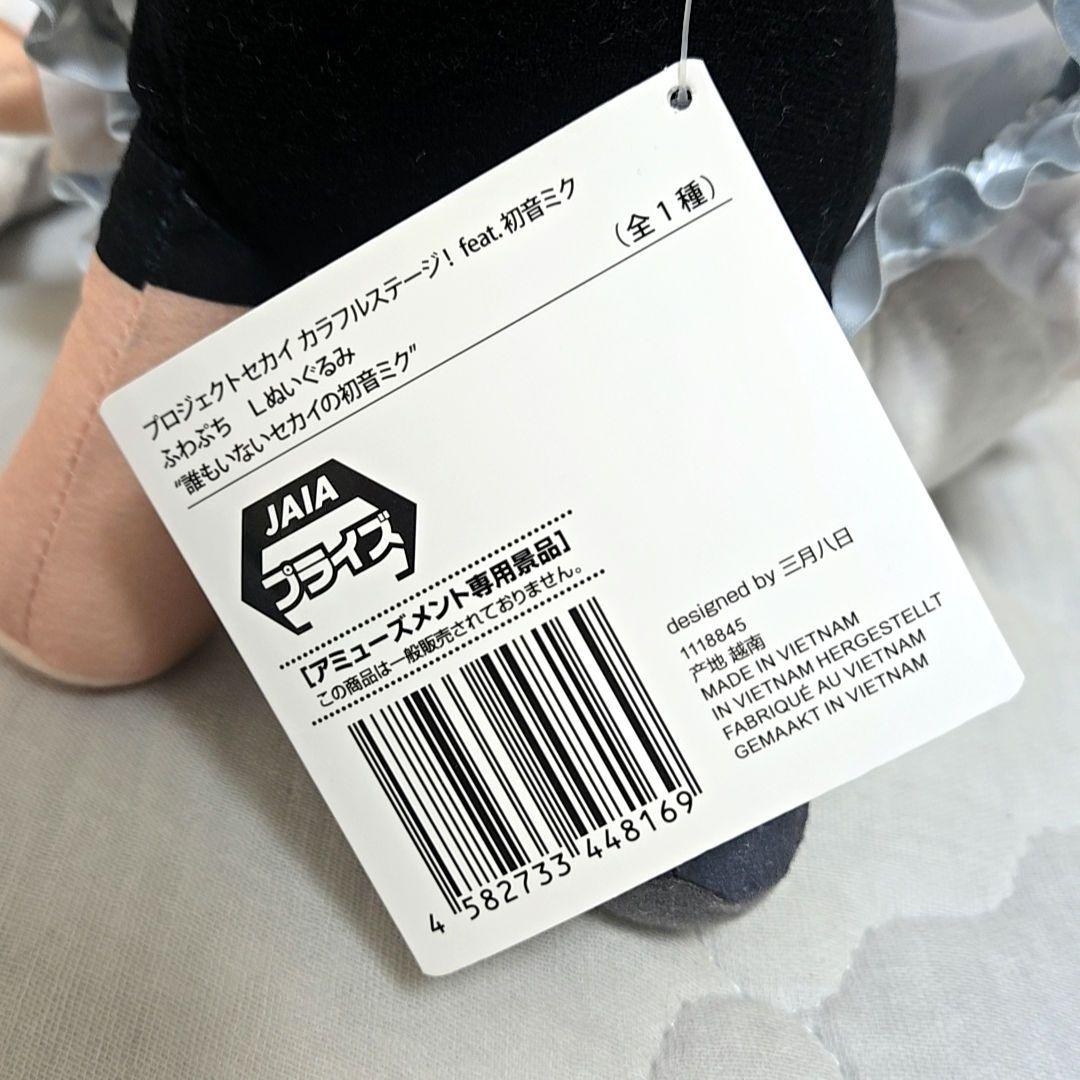 プロジェクトセカイ カラフルステージ！ feat.初音ミク
ふわぷち　Lぬいぐるみ
“誰もいないセカイの初音ミク”
（全1種）
JAIA
プライズ
[アミューズメント専用景品]
この商品は一般販売されておりません。
4 582733 448169
designed by 三月八日
1118845
产地 越南
MADE IN VIETNAM
IN VIETNAM HERGESTELLT
FABRIQUÉ AU VIETNAM
GEMAAKT IN VIETNAM